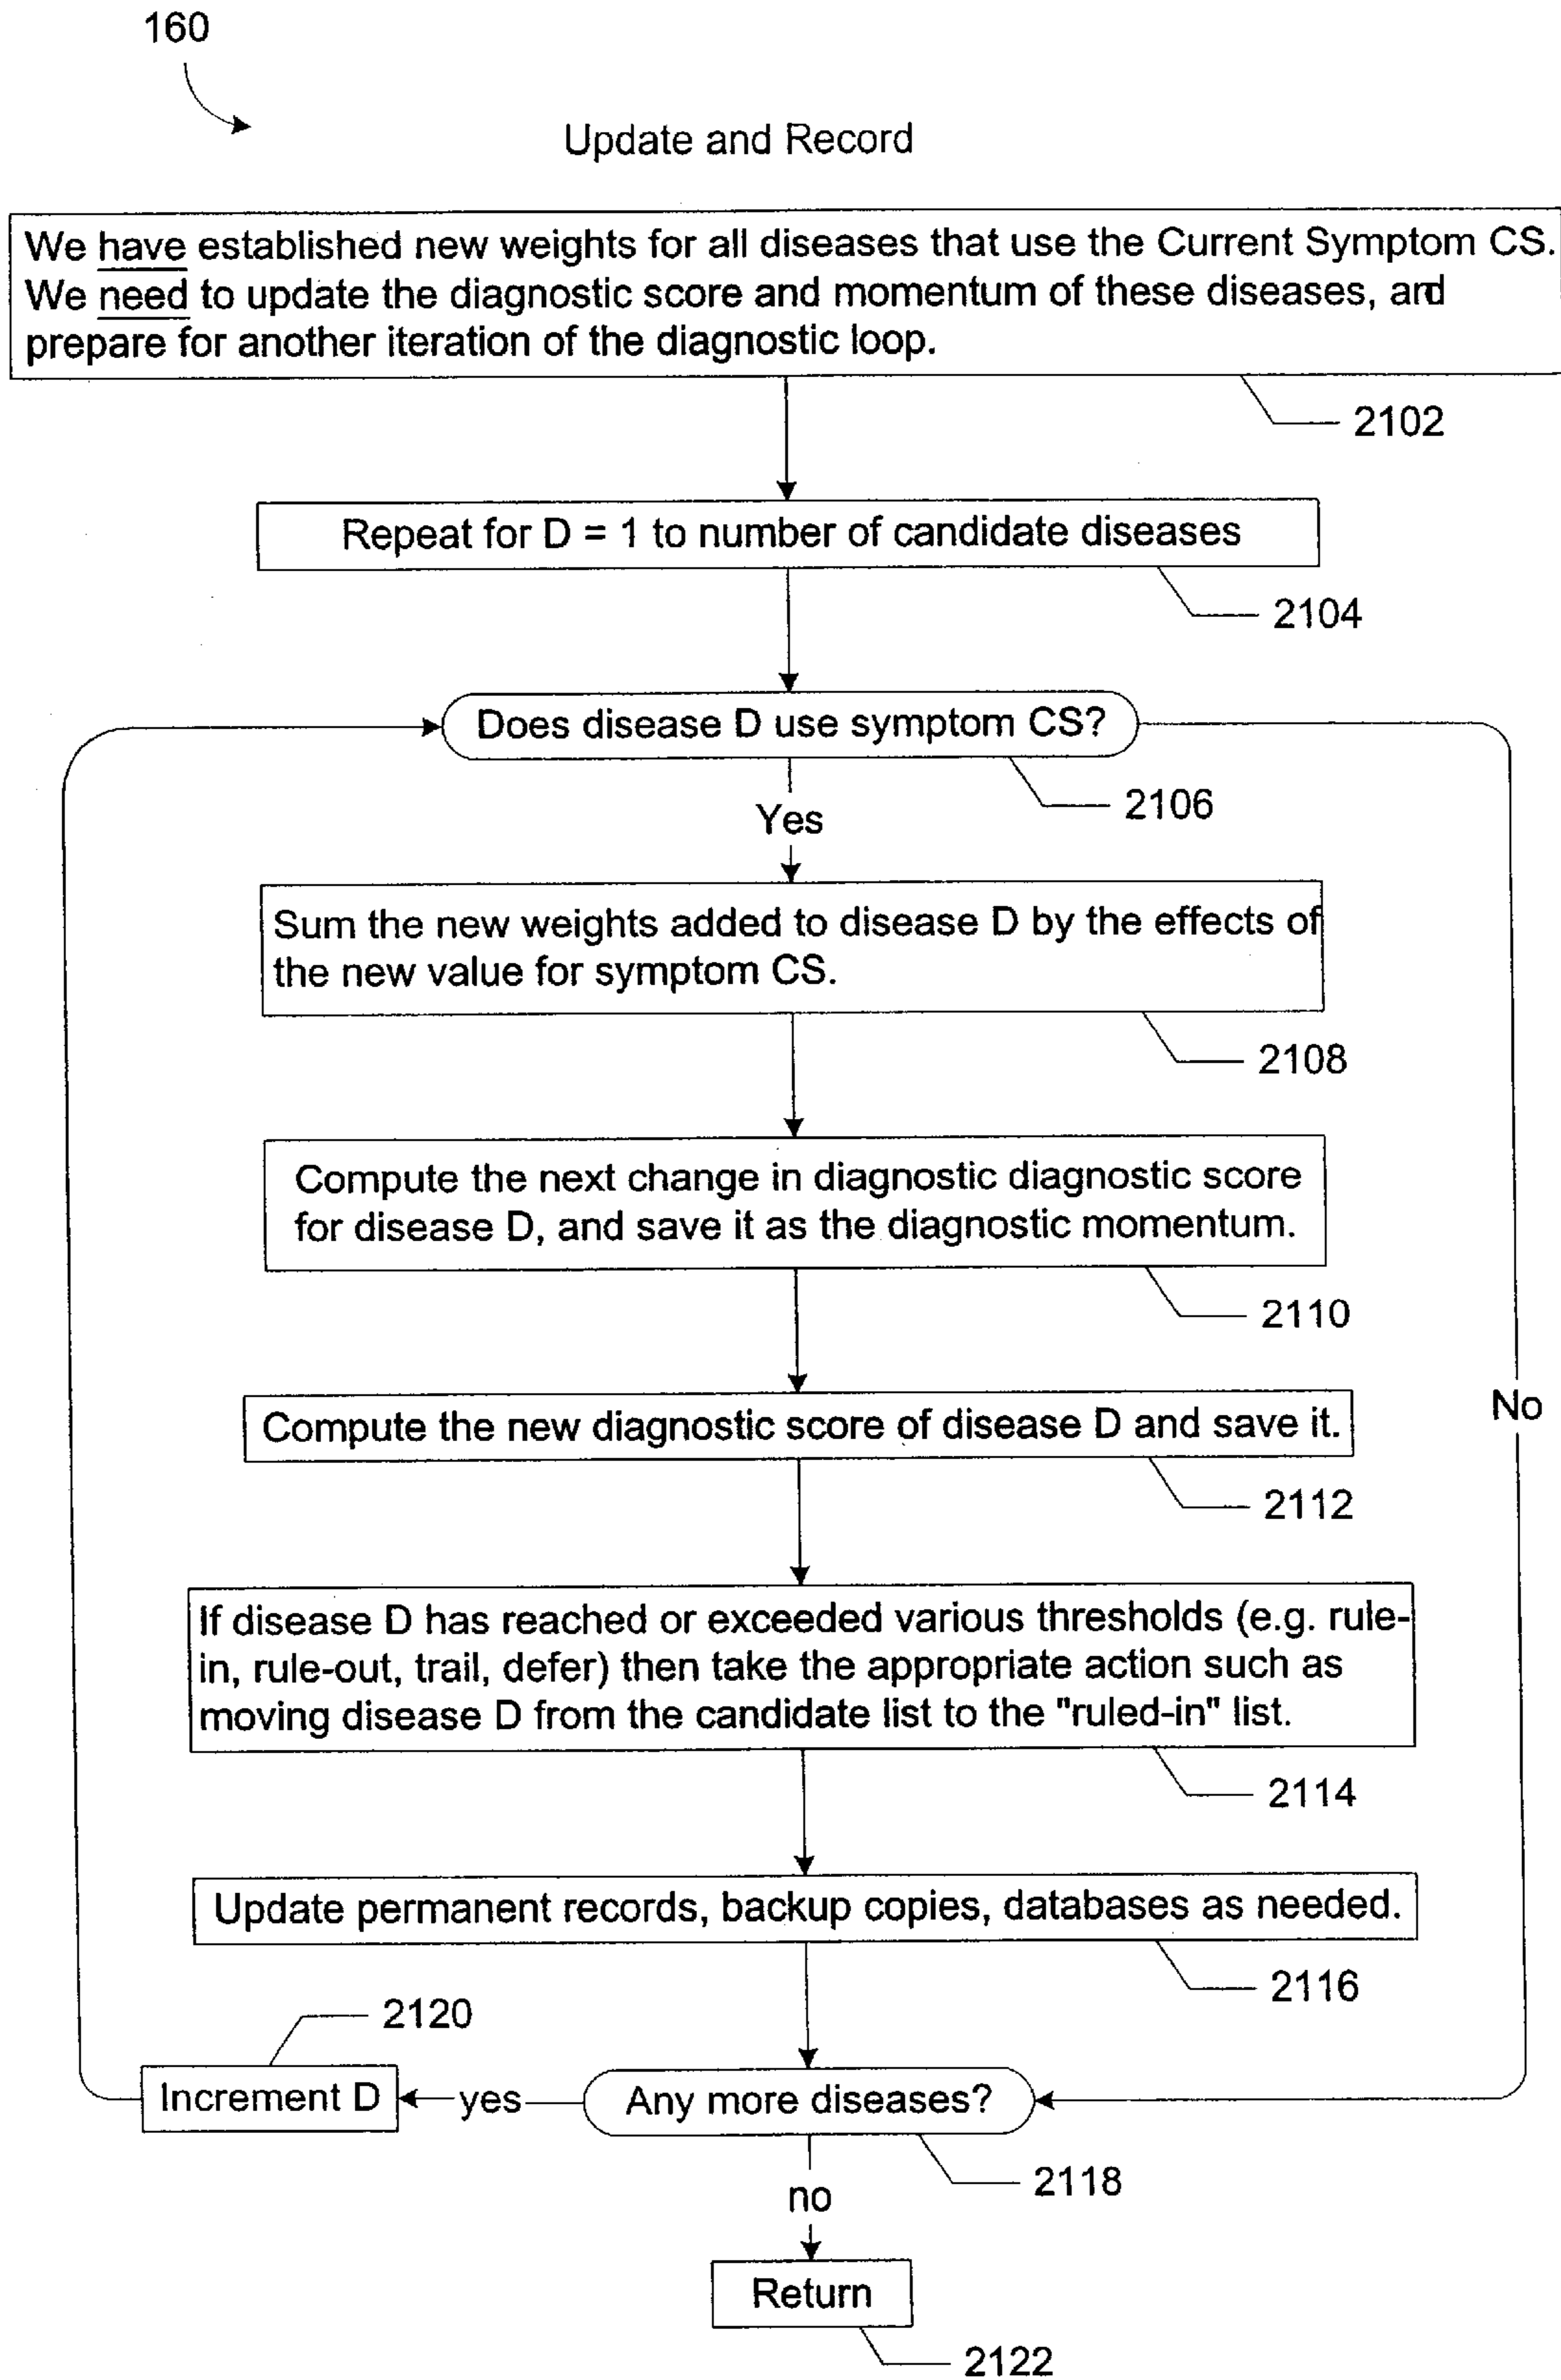 160
Update and Record
We have established new weights for all diseases that use the Current Symptom CS.
We need to update the diagnostic score and momentum of these diseases, and
prepare for another iteration of the diagnostic loop.
2102
Repeat for D = 1 to number of candidate diseases
2104
Does disease D use symptom CS?
2106
Yes
Sum the new weights added to disease D by the effects of
the new value for symptom CS.
2108
Compute the next change in diagnostic diagnostic score
for disease D, and save it as the diagnostic momentum.
2110
No
Compute the new diagnostic score of disease D and save it.
2112
If disease D has reached or exceeded various thresholds (e.g. rule-
in, rule-out, trail, defer) then take the appropriate action such as
moving disease D from the candidate list to the "ruled-in" list.
2114
Update permanent records, backup copies, databases as needed.
2116
2120
Increment D
yes
Any more diseases?
2118
no
Return
2122